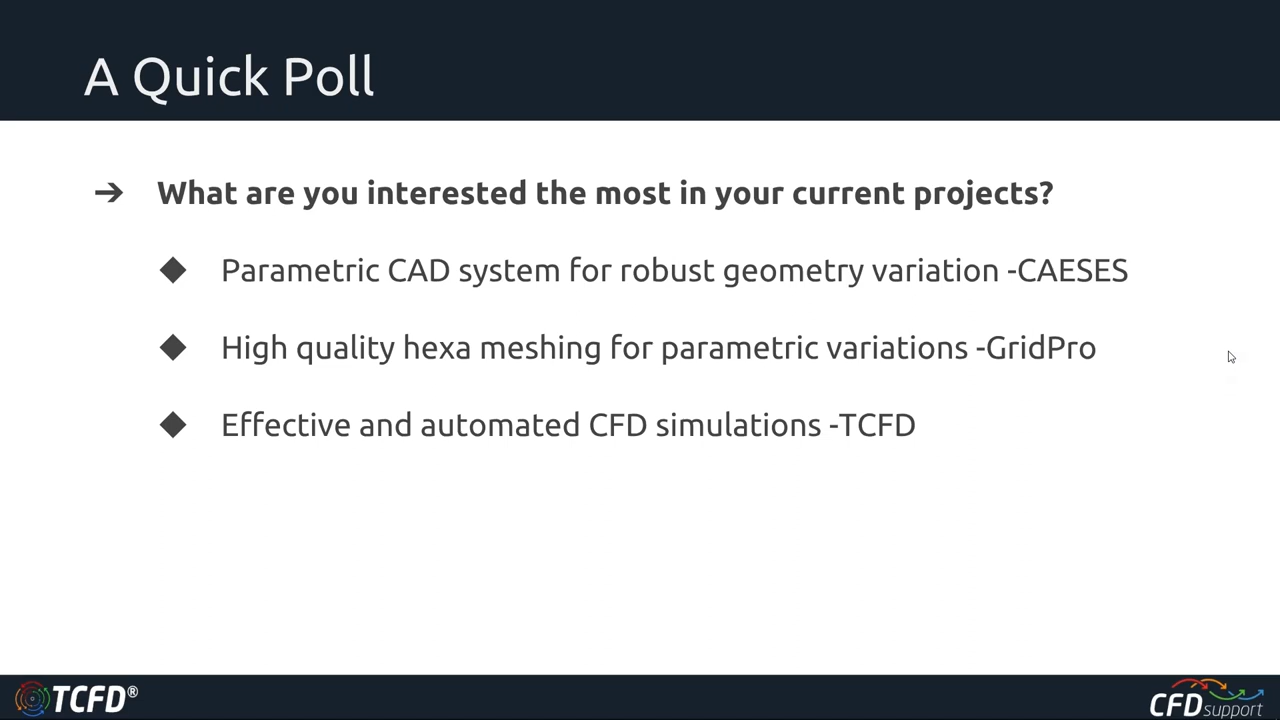 A Quick Poll
➔ What are you interested the most in your current projects?
◆ Parametric CAD system for robust geometry variation -CAESES
◆ High quality hexa meshing for parametric variations -GridPro
◆ Effective and automated CFD simulations -TCFD
TCFD®
CFDsupport